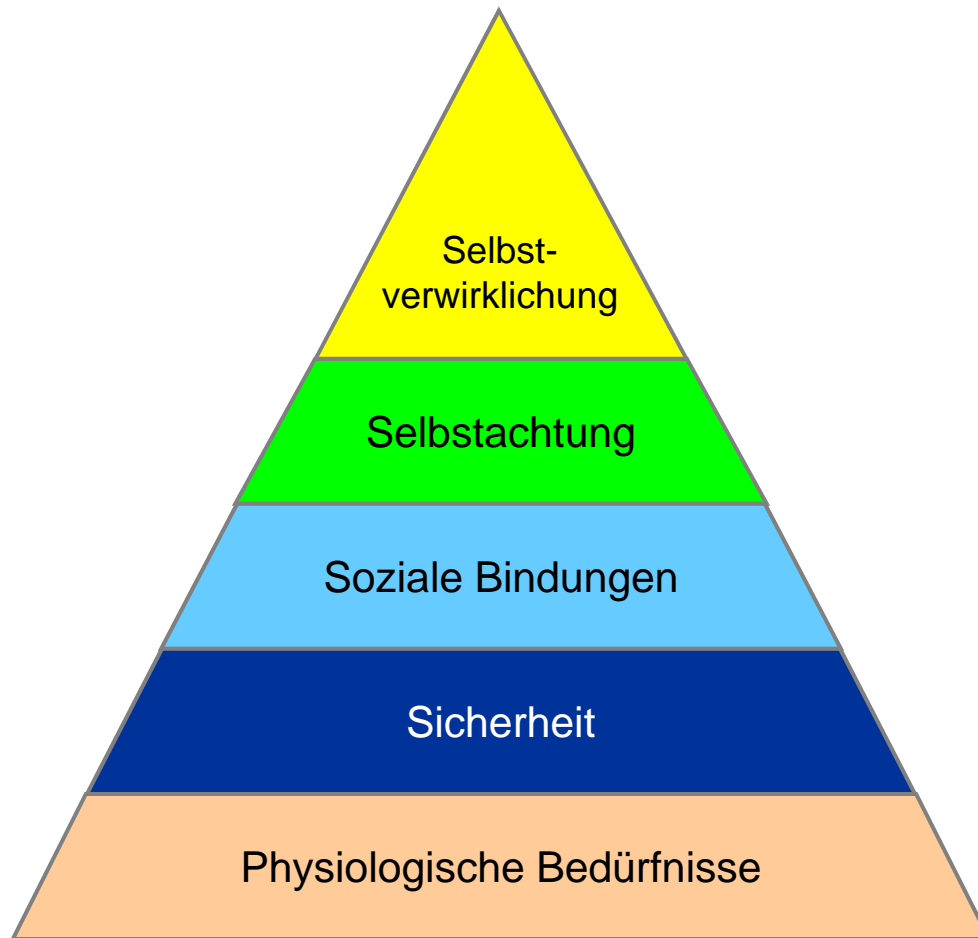 Selbst-
verwirklichung
Selbstachtung
Soziale Bindungen
Sicherheit
Physiologische Bedürfnisse